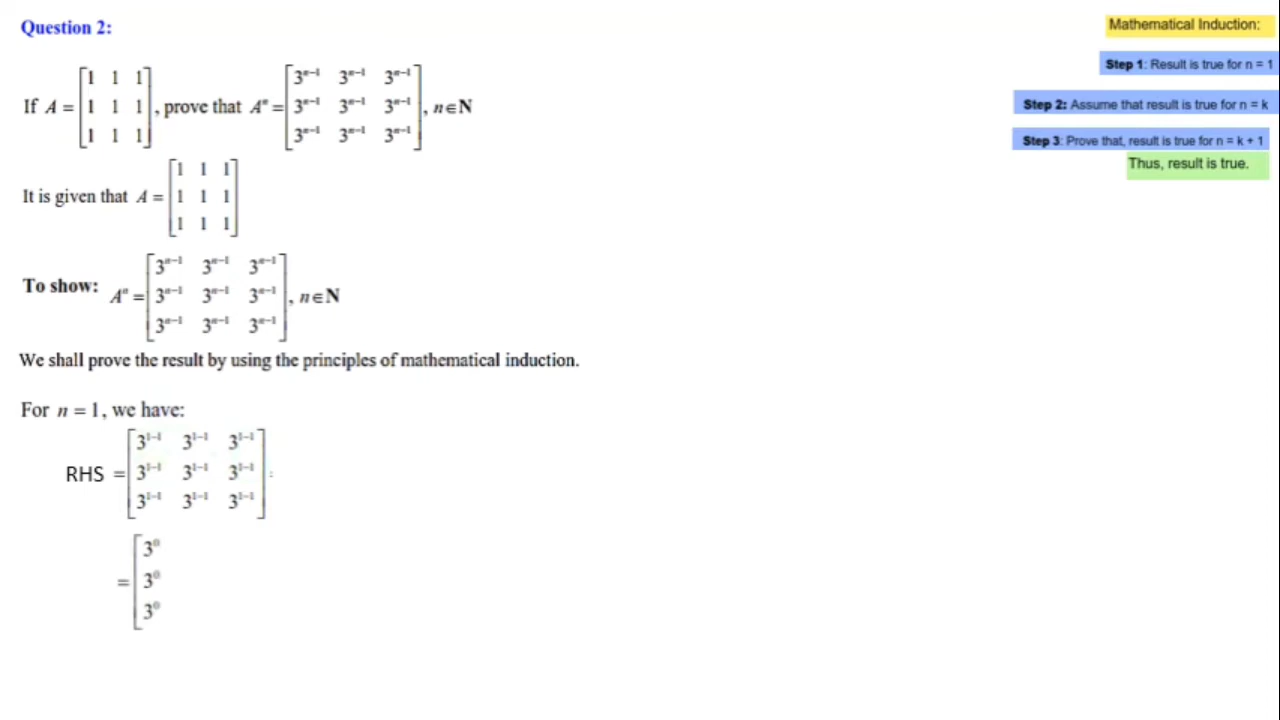 Question 2:
Mathematical Induction:
Step 1: Result is true for n = 1
Step 2: Assume that result is true for n = k
Step 3: Prove that, result is true for n = k + 1
Thus, result is true.
1 1 1 3ⁿ⁻¹ 3ⁿ⁻¹ 3ⁿ⁻¹
If A = 1 1 1 , prove that Aⁿ = 3ⁿ⁻¹ 3ⁿ⁻¹ 3ⁿ⁻¹ , n∈N
1 1 1 3ⁿ⁻¹ 3ⁿ⁻¹ 3ⁿ⁻¹
1 1 1
It is given that A = 1 1 1
1 1 1
3ⁿ⁻¹ 3ⁿ⁻¹ 3ⁿ⁻¹
To show: Aⁿ = 3ⁿ⁻¹ 3ⁿ⁻¹ 3ⁿ⁻¹ , n∈N
3ⁿ⁻¹ 3ⁿ⁻¹ 3ⁿ⁻¹
We shall prove the result by using the principles of mathematical induction.
For n = 1, we have:
3¹⁻¹ 3¹⁻¹ 3¹⁻¹
RHS = 3¹⁻¹ 3¹⁻¹ 3¹⁻¹
3¹⁻¹ 3¹⁻¹ 3¹⁻¹
3⁰
= 3⁰
3⁰